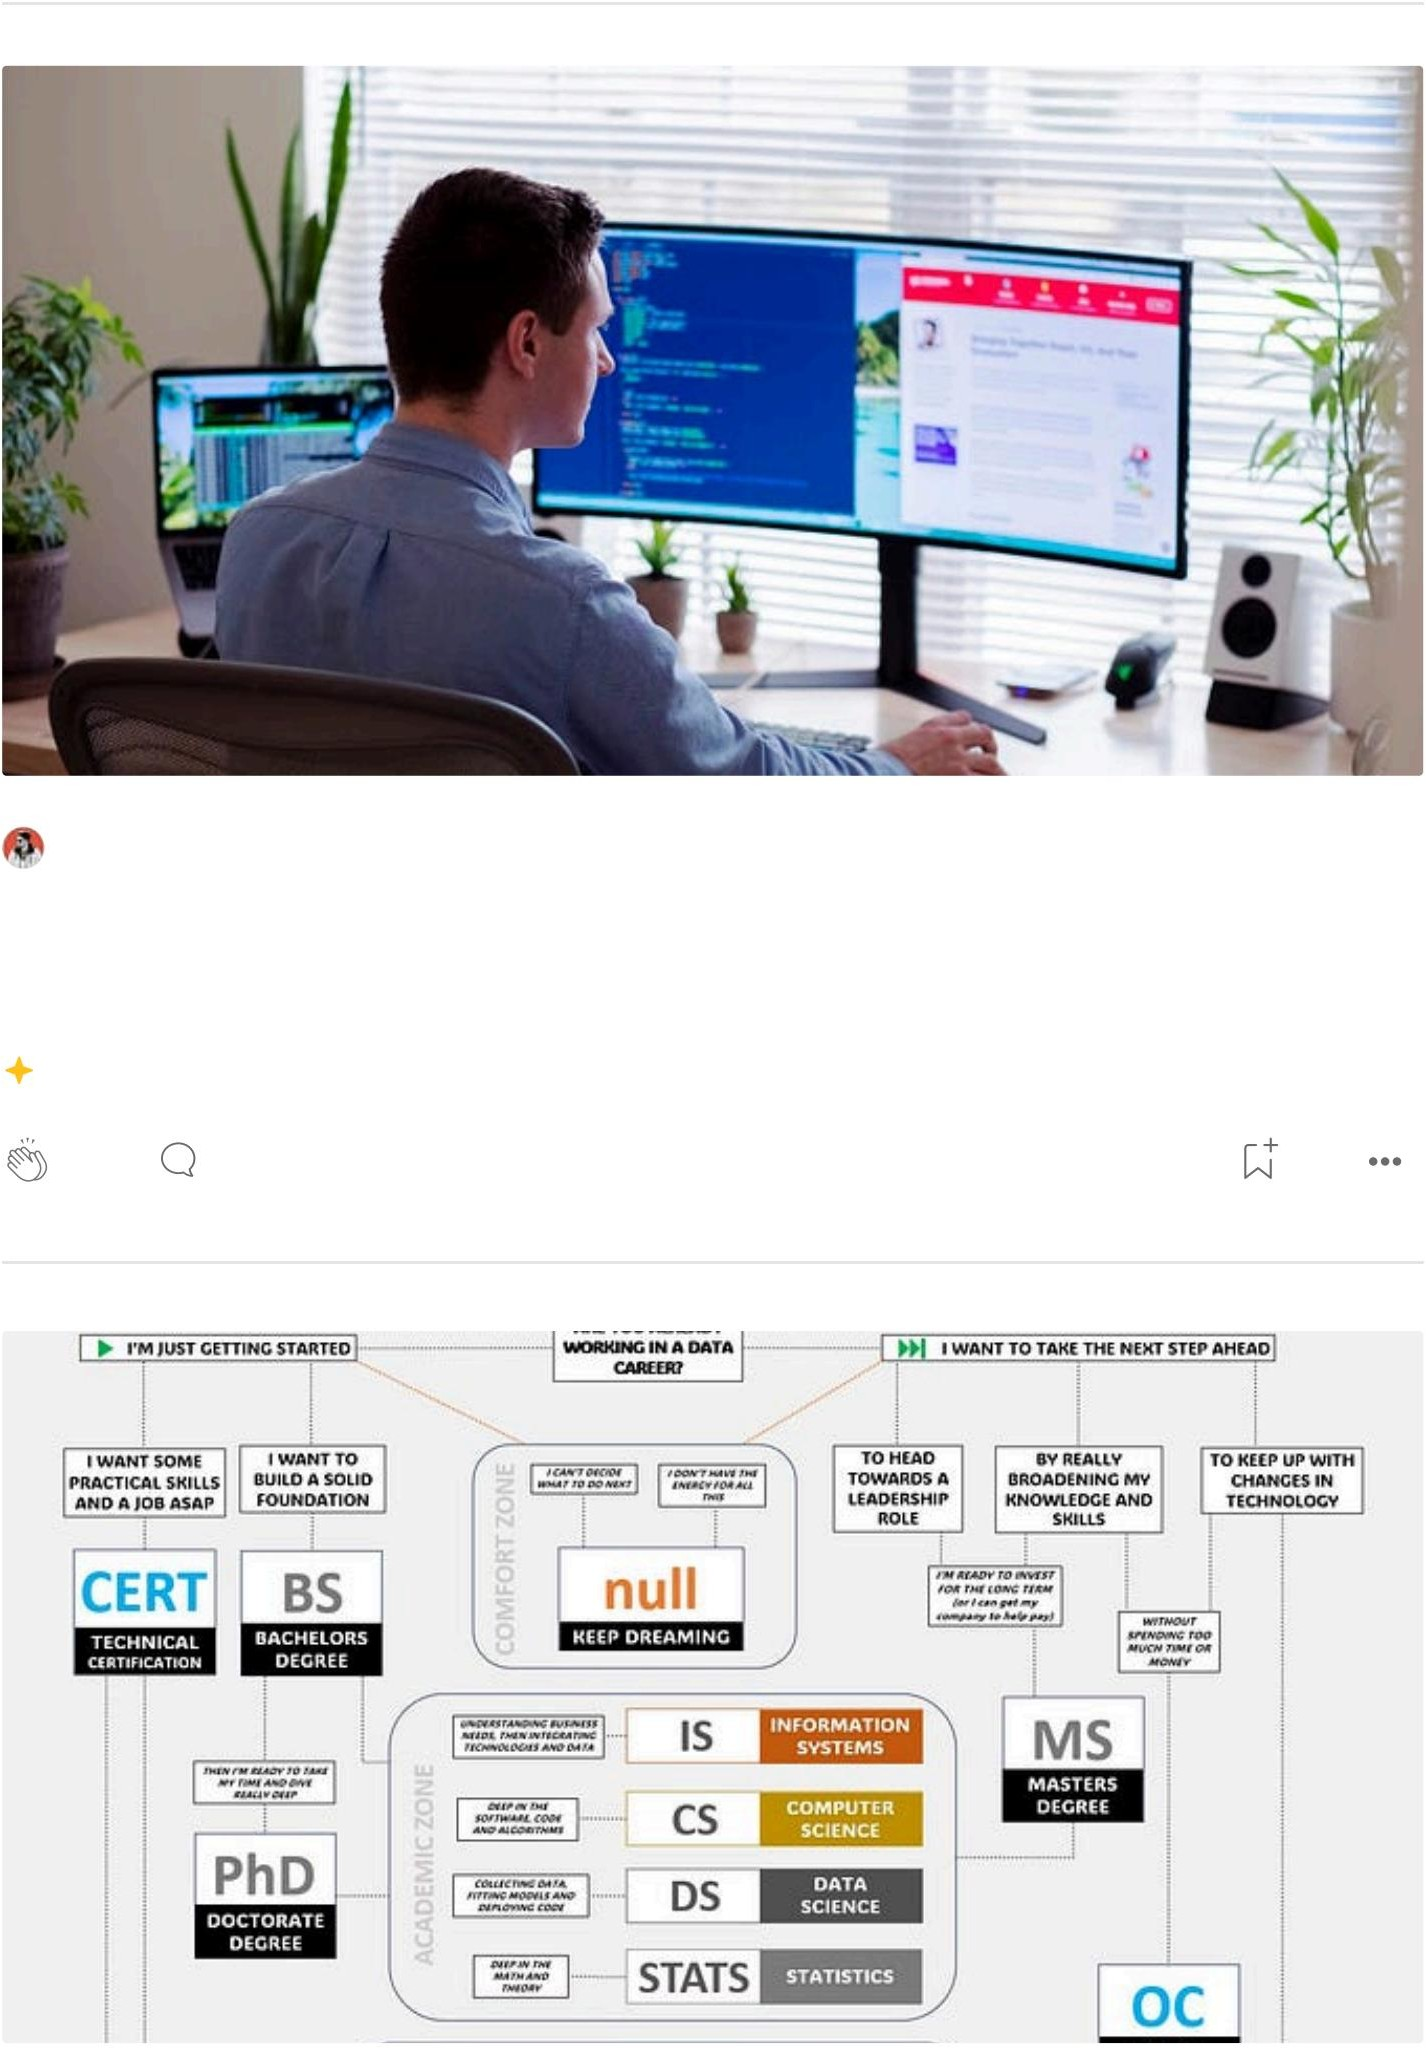 I'M JUST GETTING STARTED
WORKING IN A DATA
CAREER?
I WANT TO TAKE THE NEXT STEP AHEAD
I WANT SOME
PRACTICAL SKILLS
AND A JOB ASAP
I WANT TO
BUILD A SOLID
FOUNDATION
COMFORT ZONE
I CAN'T DECIDE
WHAT TO DO NEXT
I DON'T HAVE THE
ENERGY FOR ALL
THIS
TO HEAD
TOWARDS A
LEADERSHIP
ROLE
BY REALLY
BROADENING MY
KNOWLEDGE AND
SKILLS
TO KEEP UP WITH
CHANGES IN
TECHNOLOGY
CERT
TECHNICAL
CERTIFICATION
BS
BACHELORS
DEGREE
null
KEEP DREAMING
I'M READY TO INVEST
FOR THE LONG TERM
(or I can get my
company to help pay)
WITHOUT
SPENDING TOO
MUCH TIME OR
MONEY
ACADEMIC ZONE
UNDERSTANDING BUSINESS
NEEDS, THEN INTEGRATING
TECHNOLOGIES AND DATA
IS
INFORMATION
SYSTEMS
MS
MASTERS
DEGREE
THEN I'M READY TO TAKE
MY TIME AND DIVE
REALLY DEEP
DEEP IN THE
SOFTWARE, CODE
AND ALGORITHMS
CS
COMPUTER
SCIENCE
PhD
DOCTORATE
DEGREE
COLLECTING DATA,
FITTING MODELS AND
DEPLOYING CODE
DS
DATA
SCIENCE
DEEP IN THE
MATH AND
THEORY
STATS
STATISTICS
OC